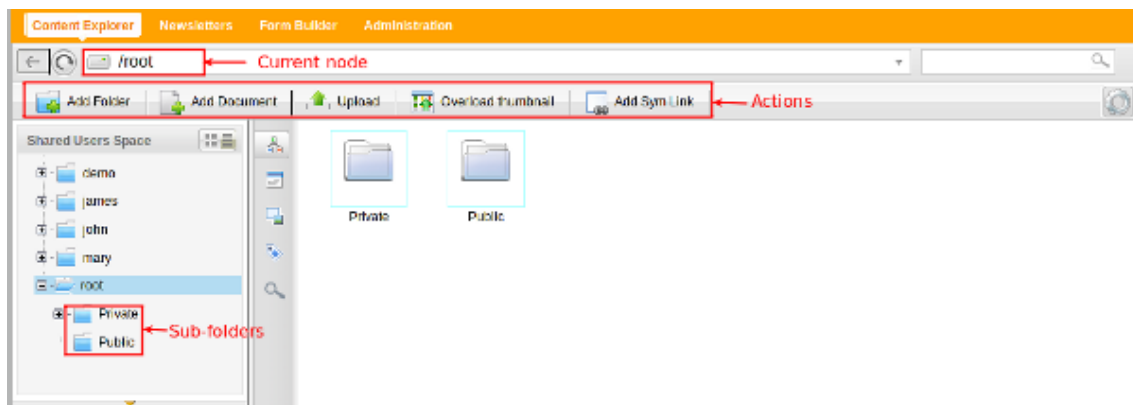 Content Explorer Newsletters Form Builder Administration
/root Current node
Add Folder Add Document Upload Overload thumbnail Add Sym Link Actions
Shared Users Space
demo
james
john
mary
root
Private
Public
Sub-folders
Private Public